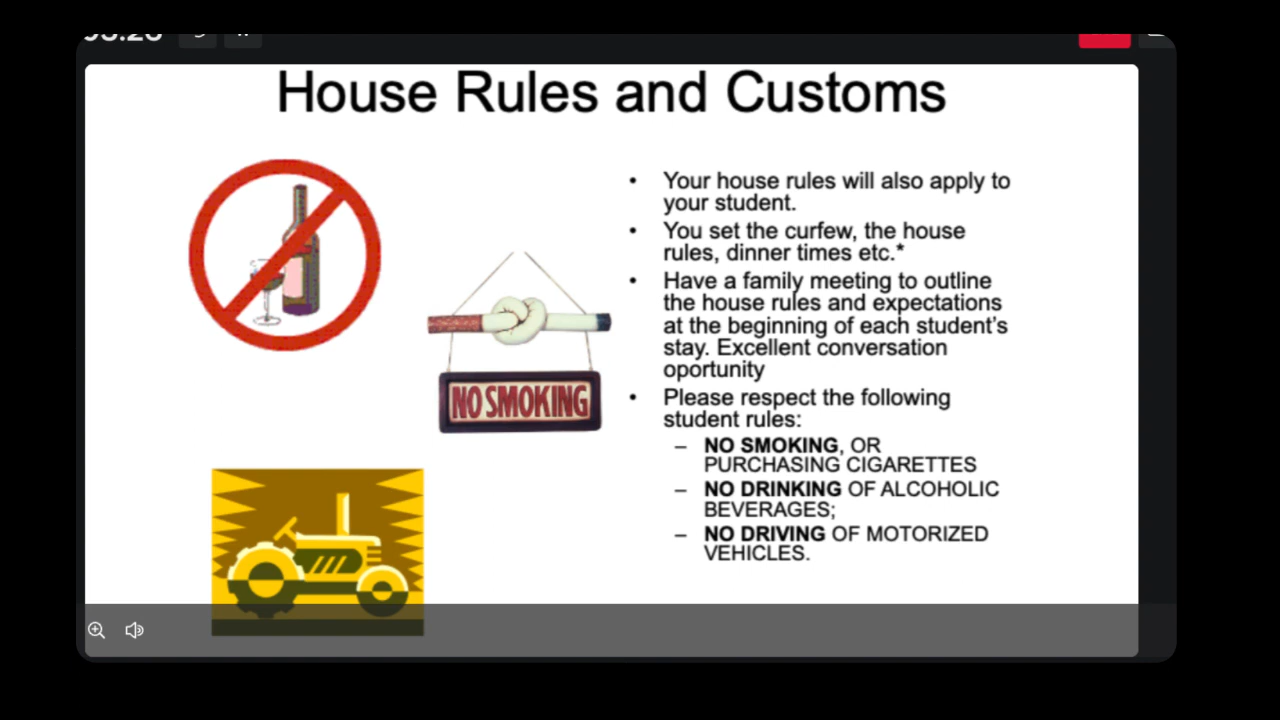 House Rules and Customs
• Your house rules will also apply to
your student.
• You set the curfew, the house
rules, dinner times etc.*
• Have a family meeting to outline
the house rules and expectations
at the beginning of each student's
stay. Excellent conversation
oportunity
• Please respect the following
student rules:
– NO SMOKING, OR
PURCHASING CIGARETTES
– NO DRINKING OF ALCOHOLIC
BEVERAGES;
– NO DRIVING OF MOTORIZED
VEHICLES.
NO SMOKING